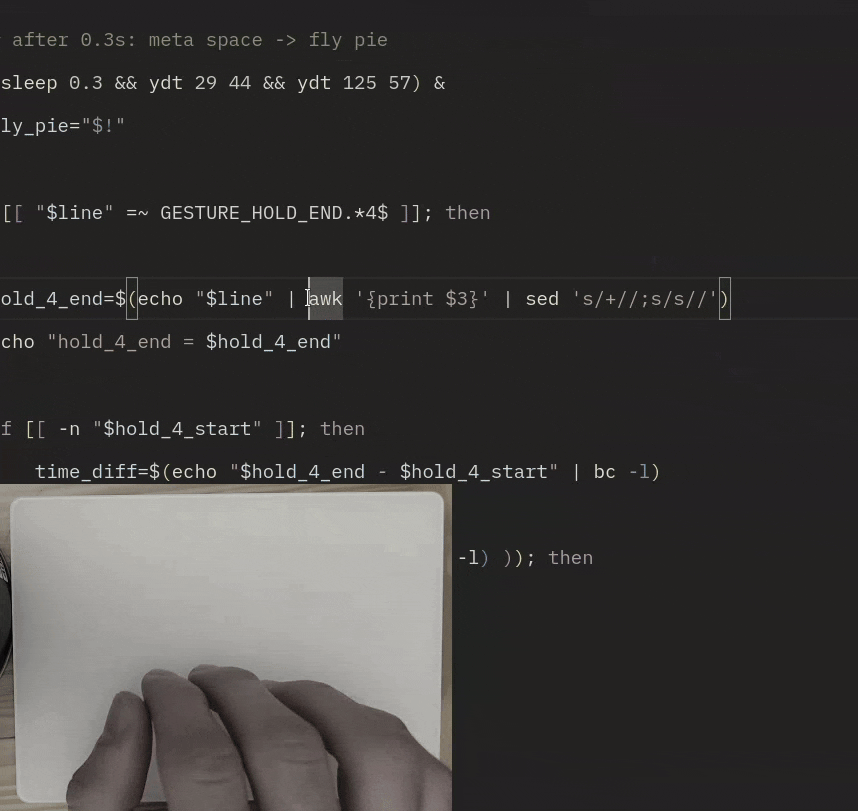 after 0.3s: meta space -> fly pie
sleep 0.3 && ydt 29 44 && ydt 125 57) &
ly_pie="$!"
[[ "$line" =~ GESTURE_HOLD_END.*4$ ]]; then
old_4_end=$(echo "$line" | awk '{print $3}' | sed 's/+//;s/s//')
cho "hold_4_end = $hold_4_end"
f [[ -n "$hold_4_start" ]]; then
time_diff=$(echo "$hold_4_end - $hold_4_start" | bc -l)
-l) )); then